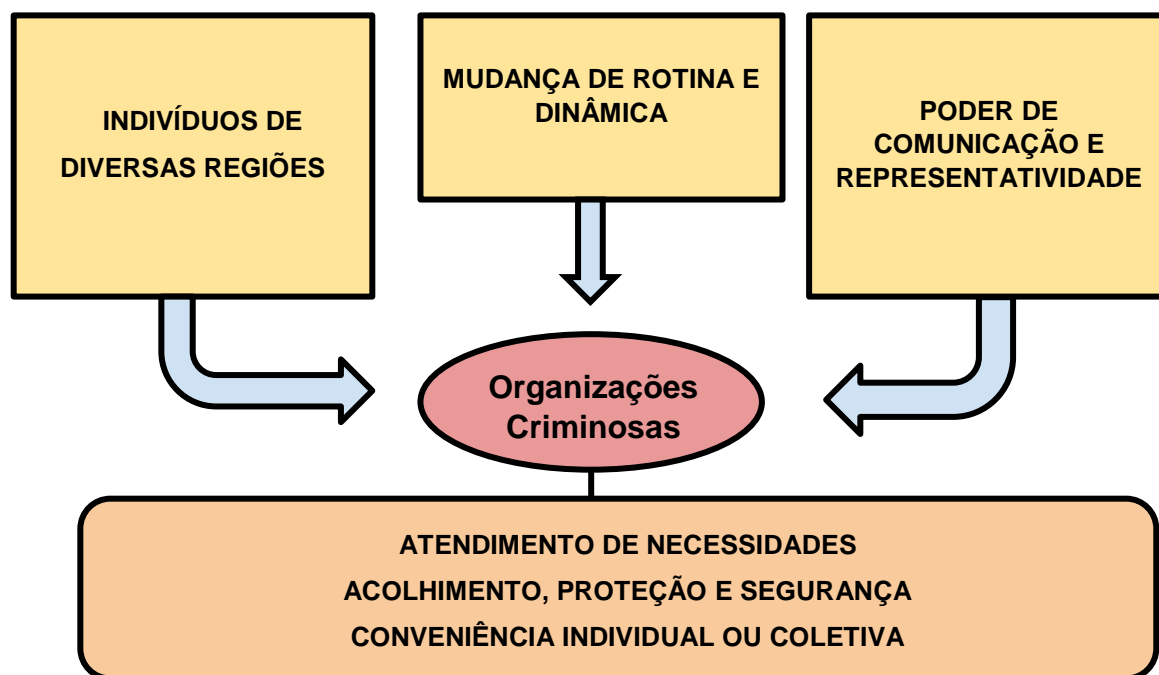 INDIVÍDUOS DE
DIVERSAS REGIÕES
MUDANÇA DE ROTINA E
DINÂMICA
PODER DE
COMUNICAÇÃO E
REPRESENTATIVIDADE
Organizações
Criminosas
ATENDIMENTO DE NECESSIDADES
ACOLHIMENTO, PROTEÇÃO E SEGURANÇA
CONVENIÊNCIA INDIVIDUAL OU COLETIVA